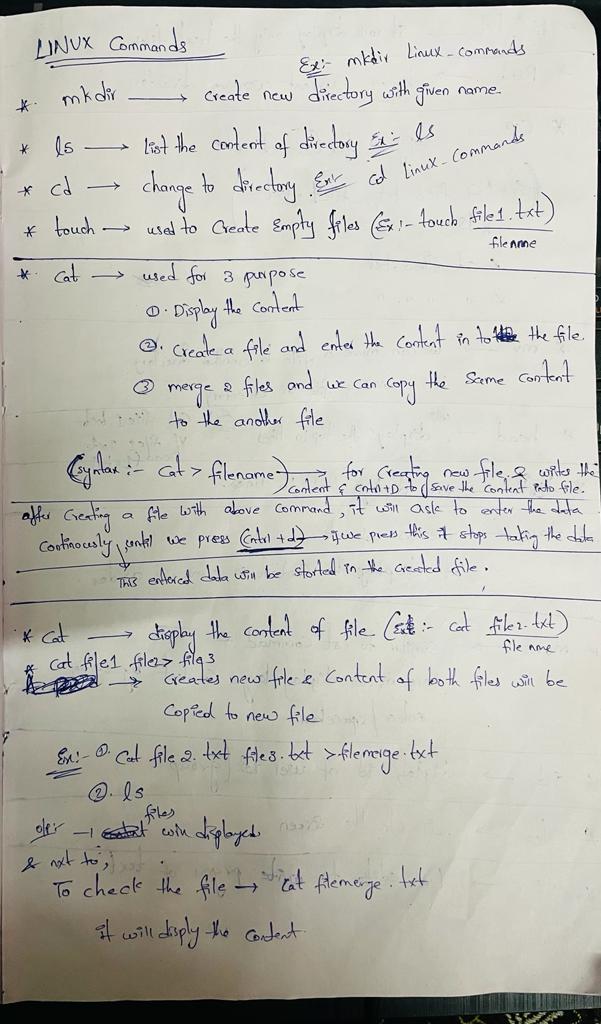 LINUX Commands
Ex:- mkdir Linux-commands
* mkdir → Create new directory with given name.
* ls → List the content of directory Ex:- ls
* cd → change to directory. Ex:- cd Linux-Commands
* touch → used to Create Empty files (Ex:- touch file1.txt)
filename
* Cat → used for 3 purpose
①. Display the Content
②. Create a file and enter the Content in to the file.
③ merge 2 files and we can copy the Same content
to the another file
(syntax :- Cat > filename) → for Creating new file & writes the
Content & cntrl+D to save the Content into file.
after Creating a file with above command, it will ask to enter the data
Continously until we press (Cntrl+d) → if we press this it stops taking the data
→ THIS entered data will be storted in the created file.
* Cat → display the content of file (Ex:- cat file2.txt)
file nme
* cat file1 file2> file3
→ Creates new file & Content of both files will be
Copied to new file
Ex:- ①. Cat file2.txt file3.txt >filemerge.txt
②. ls
files
o/p:- → will displayed
& nxt to,
To check the file → Cat filemerge.txt
it will disply the Content.